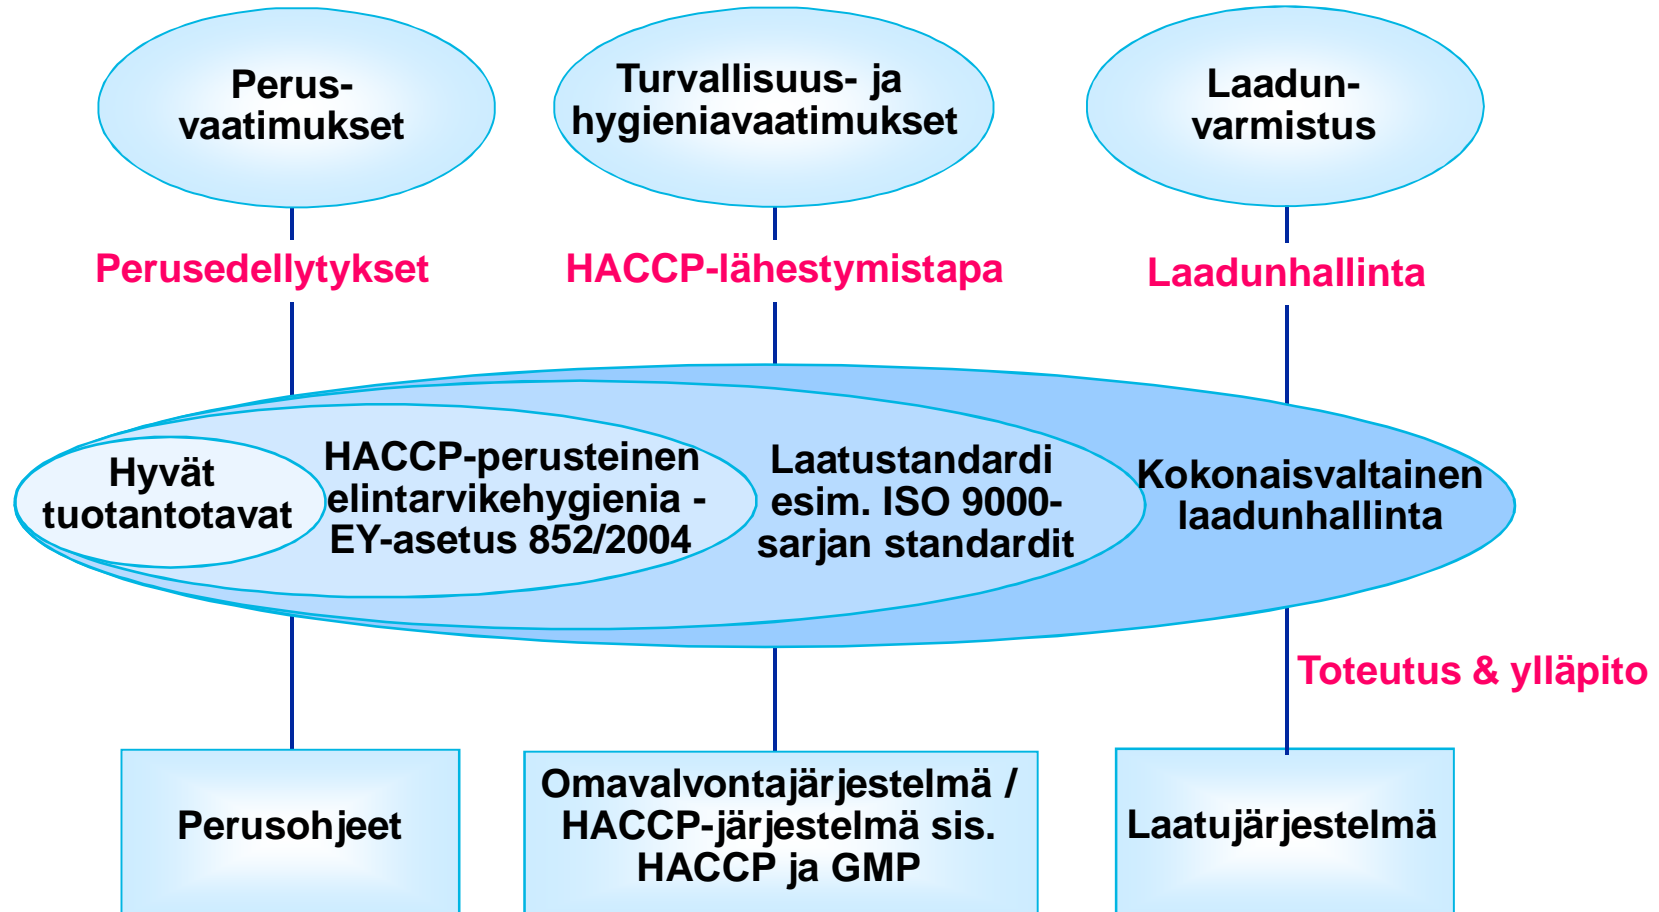 Perus-
vaatimukset
Turvallisuus- ja
hygieniavaatimukset
Laadun-
varmistus
Perusedellytykset
HACCP-lähestymistapa
Laadunhallinta
Hyvät
tuotantotavat
HACCP-perusteinen
elintarvikehygienia -
EY-asetus 852/2004
Laatustandardi
esim. ISO 9000-
sarjan standardit
Kokonaisvaltainen
laadunhallinta
Toteutus & ylläpito
Perusohjeet
Omavalvontajärjestelmä /
HACCP-järjestelmä sis.
HACCP ja GMP
Laatujärjestelmä